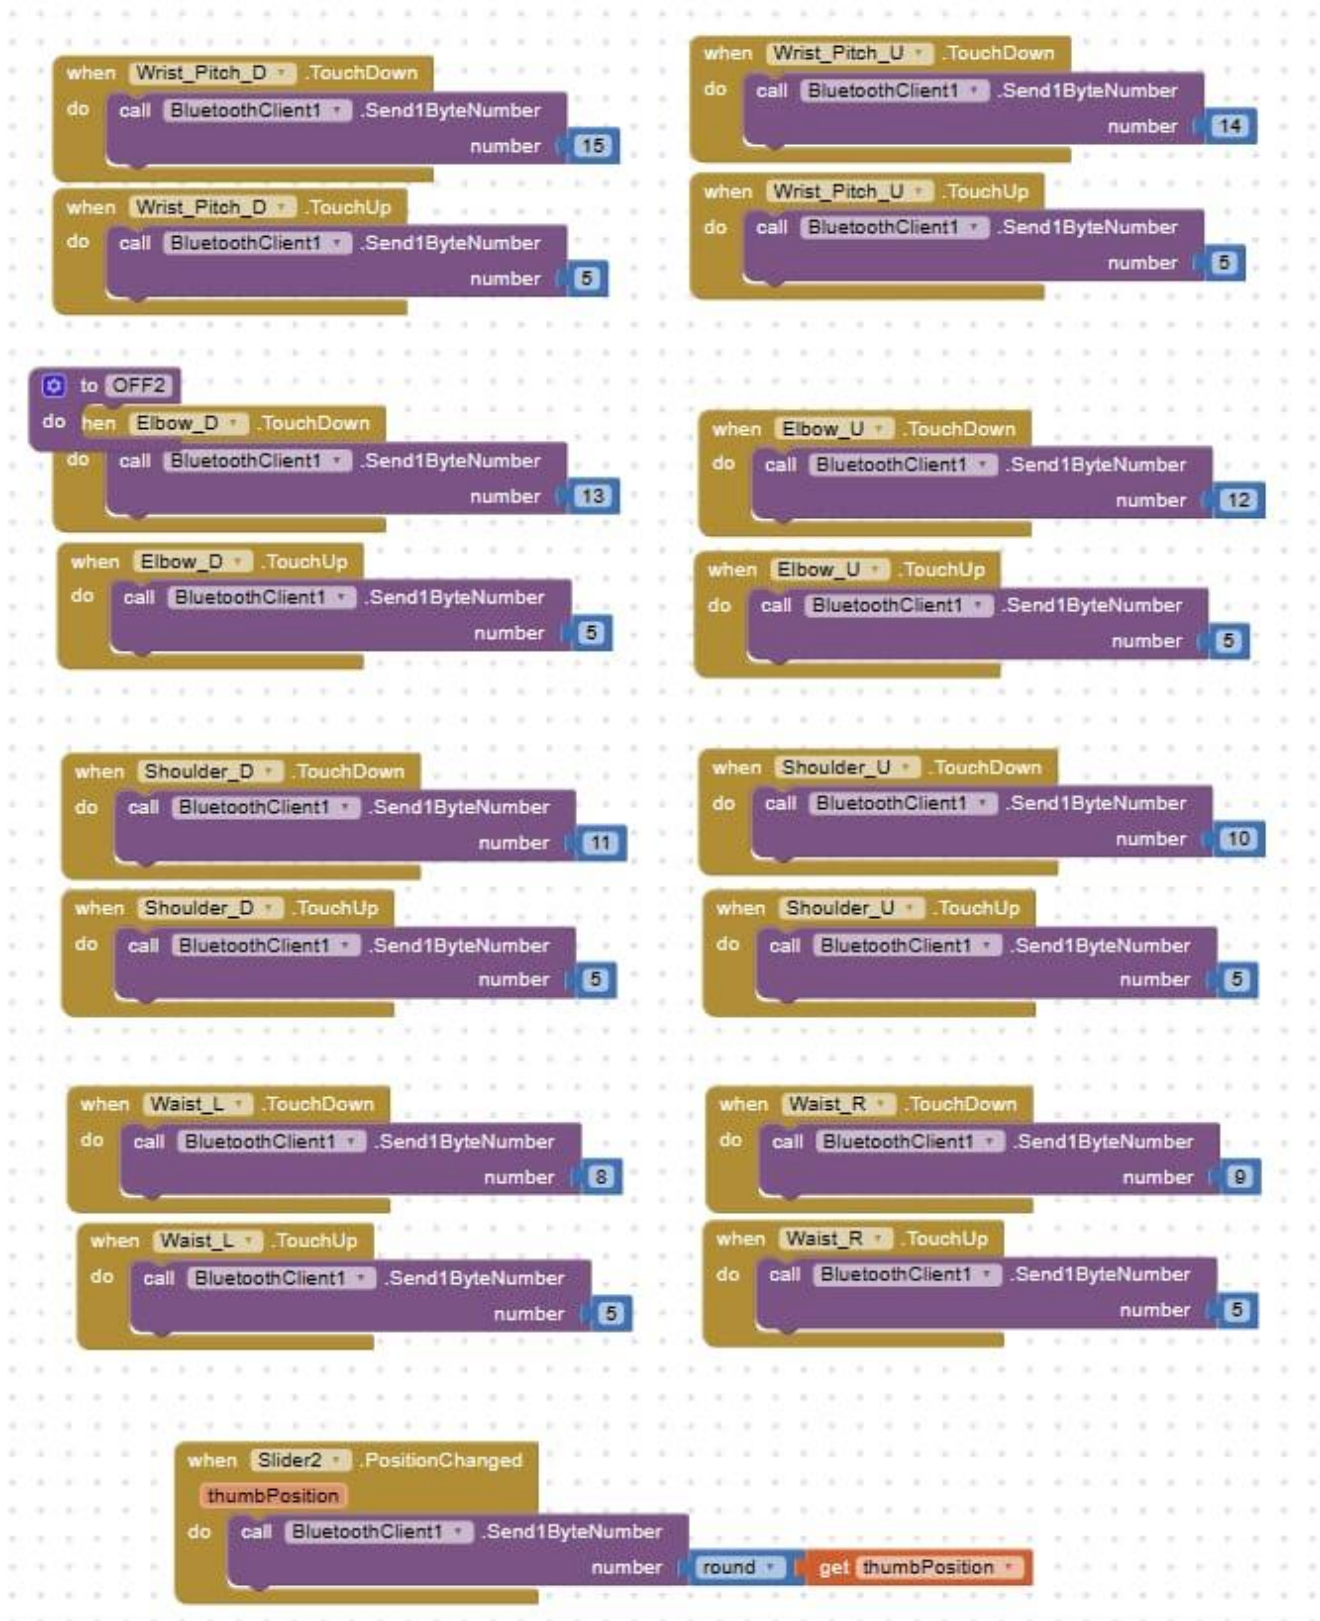 when Wrist_Pitch_D .TouchDown
do call BluetoothClient1 .Send1ByteNumber
number 15
when Wrist_Pitch_D .TouchUp
do call BluetoothClient1 .Send1ByteNumber
number 5
when Wrist_Pitch_U .TouchDown
do call BluetoothClient1 .Send1ByteNumber
number 14
when Wrist_Pitch_U .TouchUp
do call BluetoothClient1 .Send1ByteNumber
number 5
to OFF2
do hen Elbow_D .TouchDown
do call BluetoothClient1 .Send1ByteNumber
number 13
when Elbow_D .TouchUp
do call BluetoothClient1 .Send1ByteNumber
number 5
when Elbow_U .TouchDown
do call BluetoothClient1 .Send1ByteNumber
number 12
when Elbow_U .TouchUp
do call BluetoothClient1 .Send1ByteNumber
number 5
when Shoulder_D .TouchDown
do call BluetoothClient1 .Send1ByteNumber
number 11
when Shoulder_D .TouchUp
do call BluetoothClient1 .Send1ByteNumber
number 5
when Shoulder_U .TouchDown
do call BluetoothClient1 .Send1ByteNumber
number 10
when Shoulder_U .TouchUp
do call BluetoothClient1 .Send1ByteNumber
number 5
when Waist_L .TouchDown
do call BluetoothClient1 .Send1ByteNumber
number 8
when Waist_L .TouchUp
do call BluetoothClient1 .Send1ByteNumber
number 5
when Waist_R .TouchDown
do call BluetoothClient1 .Send1ByteNumber
number 9
when Waist_R .TouchUp
do call BluetoothClient1 .Send1ByteNumber
number 5
when Slider2 .PositionChanged
thumbPosition
do call BluetoothClient1 .Send1ByteNumber
number round get thumbPosition